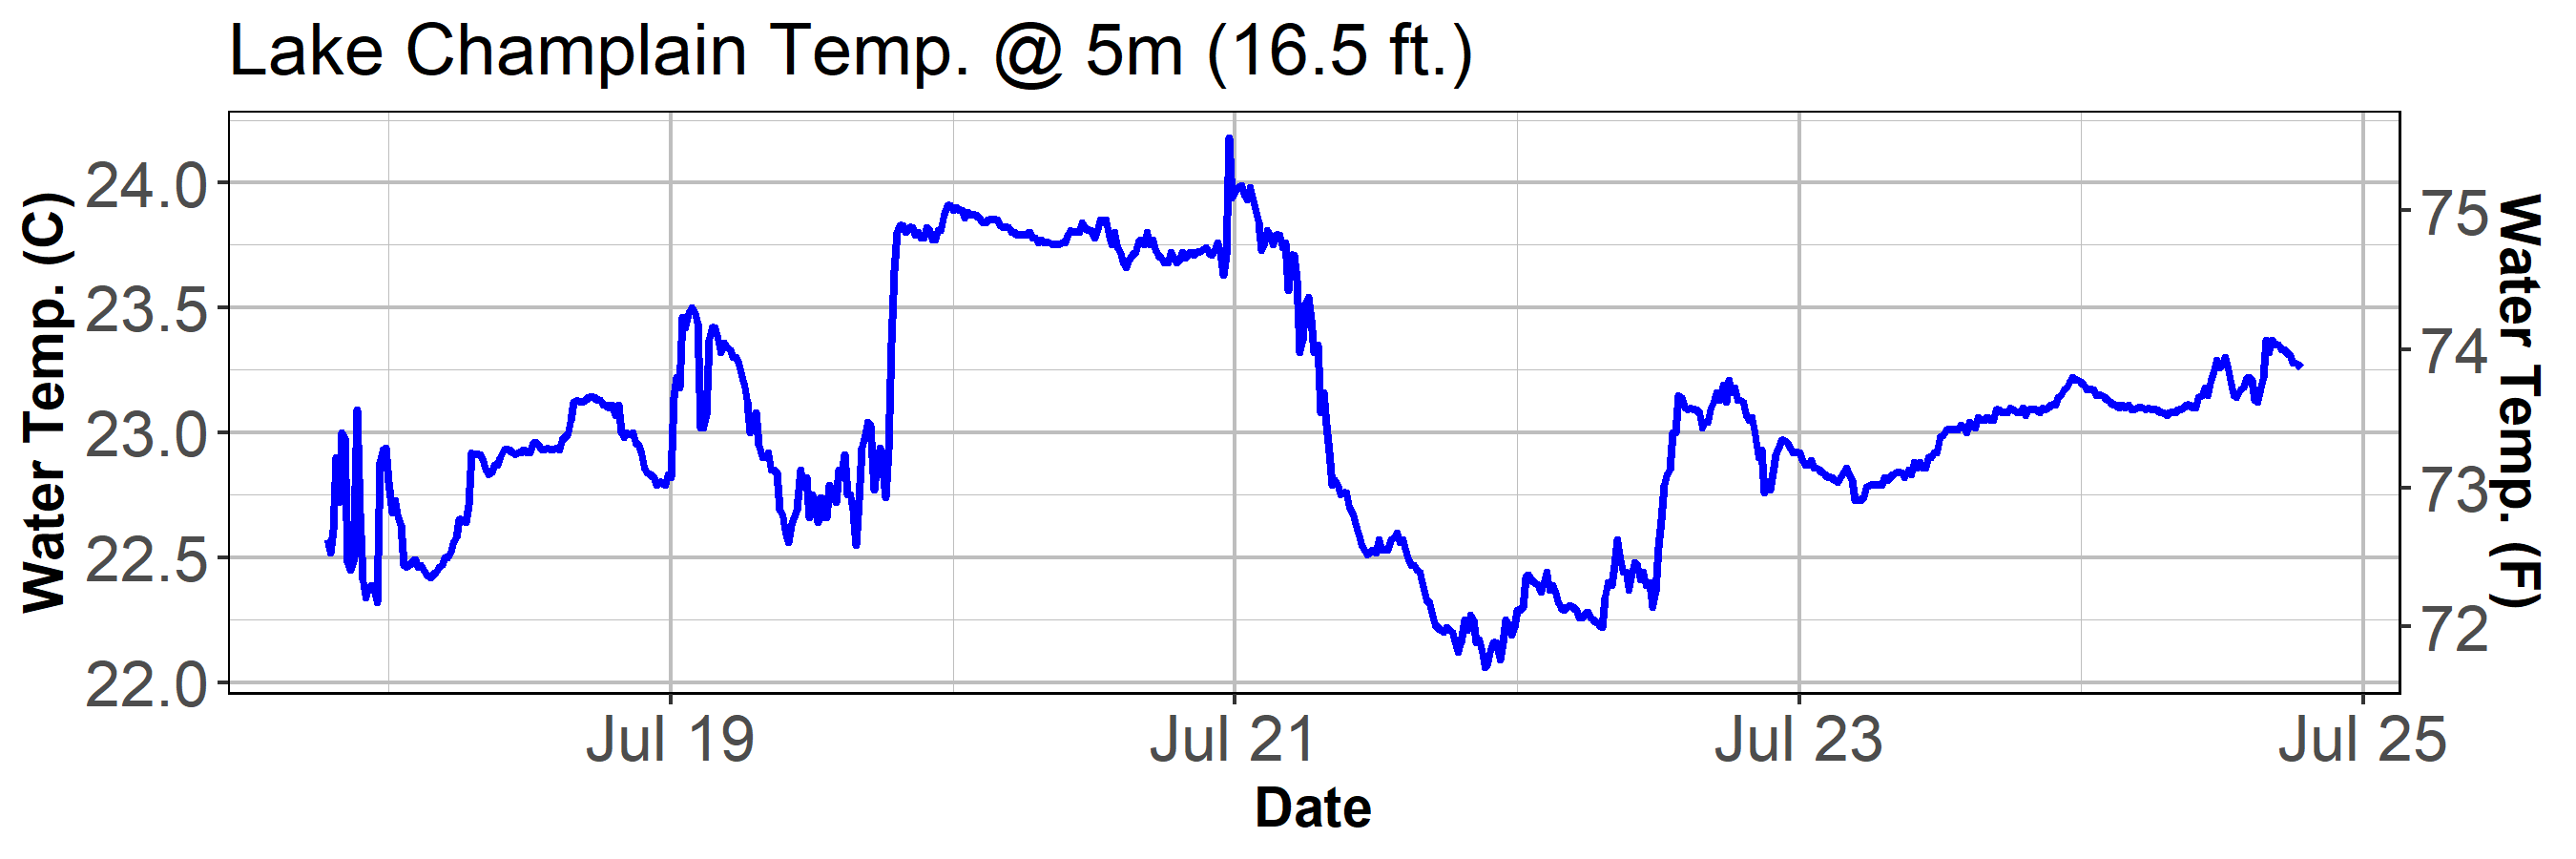 Lake Champlain Temp. @ 5m (16.5 ft.)
Water Temp. (C)
24.0
23.5
23.0
22.5
22.0
75
74
73
72
Water Temp. (F)
Jul 19 Jul 21 Jul 23 Jul 25
Date